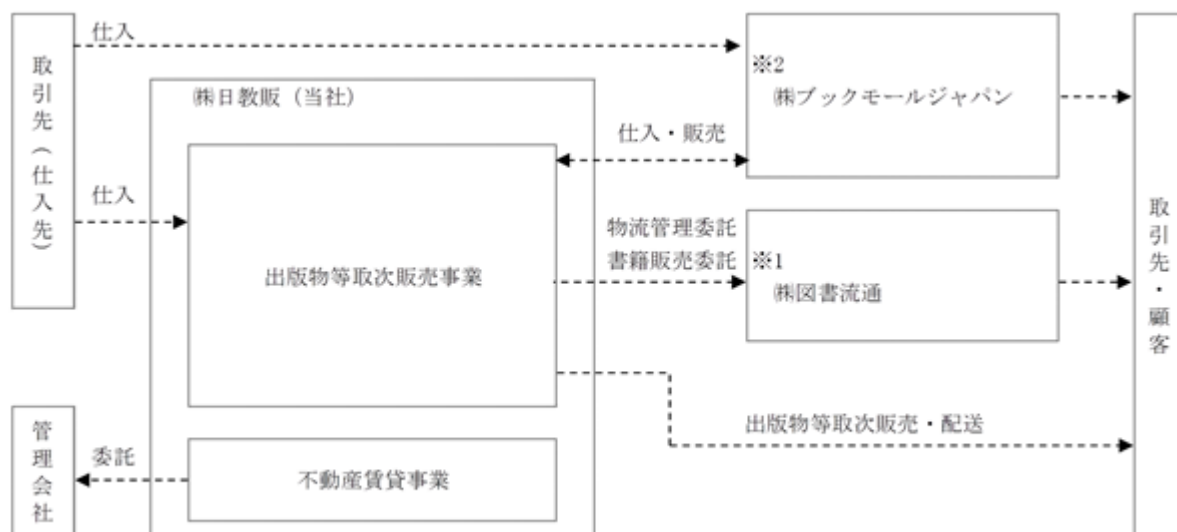 取引先（仕入先）
仕入
仕入
㈱日教販（当社）
出版物等取次販売事業
不動産賃貸事業
管理会社
委託
仕入・販売
物流管理委託
書籍販売委託
※2
㈱ブックモールジャパン
※1
㈱図書流通
出版物等取次販売・配送
取引先・顧客